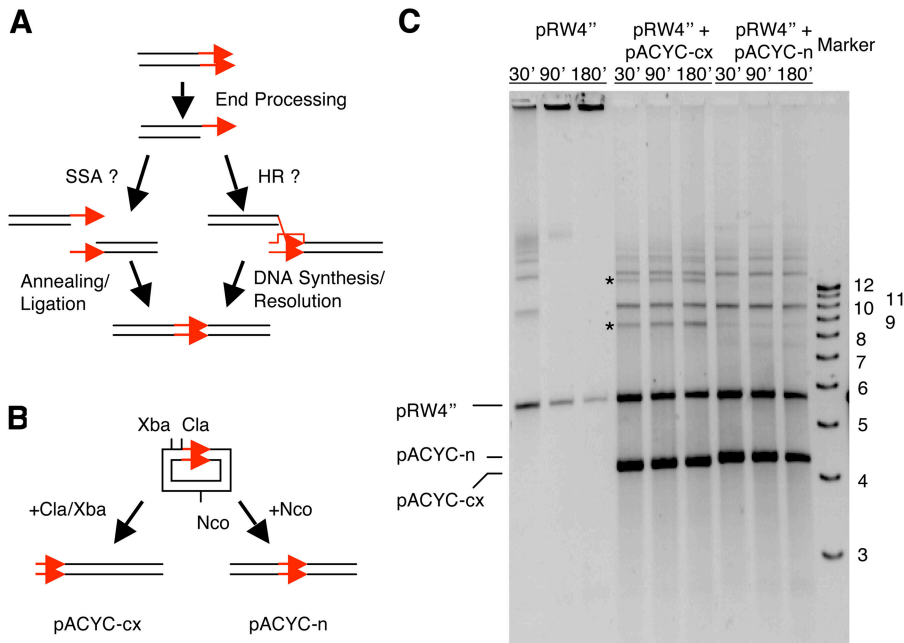 A
End Processing
SSA ?
HR ?
Annealing/
Ligation
DNA Synthesis/
Resolution
B
Xba Cla
Nco
+Cla/Xba
+Nco
pACYC-cx
pACYC-n
C
pRW4”
pRW4” +
pACYC-cx
pRW4” +
pACYC-n
Marker
30’ 90’ 180’ 30’ 90’ 180’ 30’ 90’ 180’
*
*
12
11
10
9
8
7
6
5
4
3
pRW4”
pACYC-n
pACYC-cx